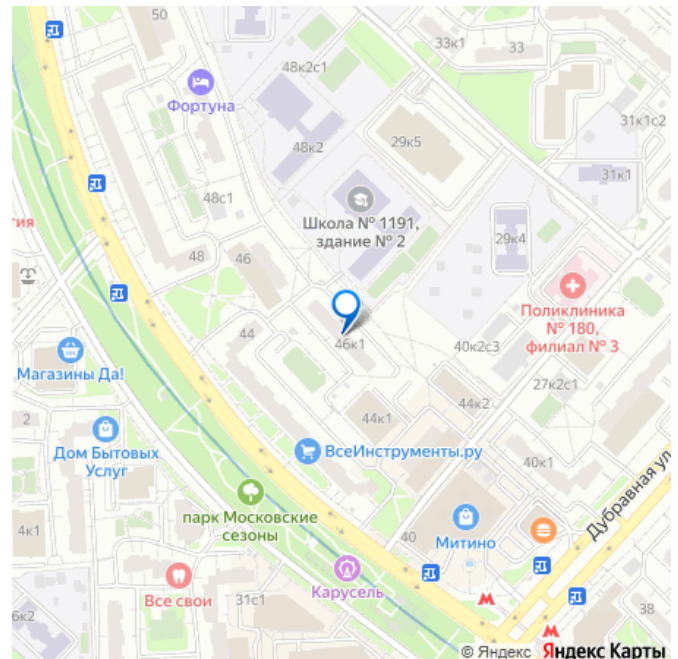 50
33к1
33
48к2с1
Фортуна
31к1с2
29к5
48к2
31к1
48с1
Школа № 1191,
здание № 2
гия
29к4
48
46
Поликлиника
№ 180,
филиал № 3
44
46к1
40к2с3
Магазины Да!
27к2с1
44к2
44к1
2
Дом Бытовых
Услуг
ВсеИнструменты.ру
40к1
Дубравная ул
парк Московские
сезоны
40
Митино
4к1
Карусель
Все свои
31с1
6к2
38
© Яндекс Яндекс Карты